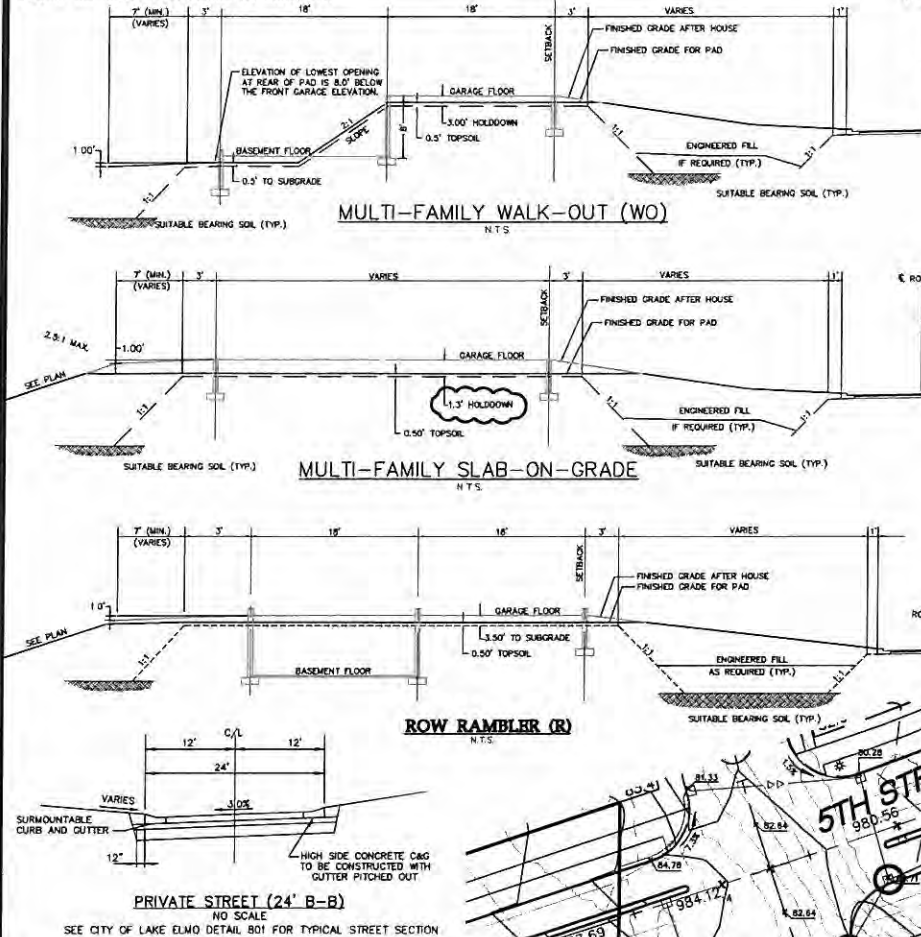 7' (MIN.)
(VARIES)
3'
18'
18'
3'
VARIES
1'
SETBACK
FINISHED GRADE AFTER HOUSE
FINISHED GRADE FOR PAD
ELEVATION OF LOWEST OPENING
AT REAR OF PAD IS 8.0' BELOW
THE FRONT GARAGE ELEVATION.
GARAGE FLOOR
3.00' HOLDDOWN
0.5' TOPSOIL
2:1
SLOPE
8'
1:1
1.00'
BASEMENT FLOOR
0.5' TO SUBGRADE
ENGINEERED FILL
IF REQUIRED (TYP.)
1:1
1:1
SUITABLE BEARING SOIL (TYP.)
SUITABLE BEARING SOIL (TYP.)
MULTI-FAMILY WALK-OUT (WO)
N.T.S
7' (MIN.)
(VARIES)
3'
VARIES
3'
VARIES
1'
SETBACK
RO
FINISHED GRADE AFTER HOUSE
FINISHED GRADE FOR PAD
2.5:1 MAX.
1.00'
GARAGE FLOOR
SEE PLAN
1:1
1.3' HOLDDOWN
0.50' TOPSOIL
1:1
ENGINEERED FILL
IF REQUIRED (TYP.)
1:1
SUITABLE BEARING SOIL (TYP.)
SUITABLE BEARING SOIL (TYP.)
MULTI-FAMILY SLAB-ON-GRADE
N.T.S.
7' (MIN.)
(VARIES)
3'
18'
18'
3'
VARIES
1'
SETBACK
FINISHED GRADE AFTER HOUSE
FINISHED GRADE FOR PAD
1.0'
GARAGE FLOOR
RO
SEE PLAN
3.50' TO SUBGRADE
0.50' TOPSOIL
1:1
BASEMENT FLOOR
ENGINEERED FILL
AS REQUIRED (TYP.)
1:1
SUITABLE BEARING SOIL (TYP.)
ROW RAMBLER (R)
N.T.S.
C/L
12'
12'
24'
VARIES
3.0%
SURMOUNTABLE
CURB AND GUTTER
12"
HIGH SIDE CONCRETE C&G
TO BE CONSTRUCTED WITH
GUTTER PITCHED OUT
PRIVATE STREET (24' B-B)
NO SCALE
SEE CITY OF LAKE ELMO DETAIL 801 FOR TYPICAL STREET SECTION
81.33
1.5%
80.28
5TH STR
980.56
82.64
7.3%
84.78
984.12
82.64